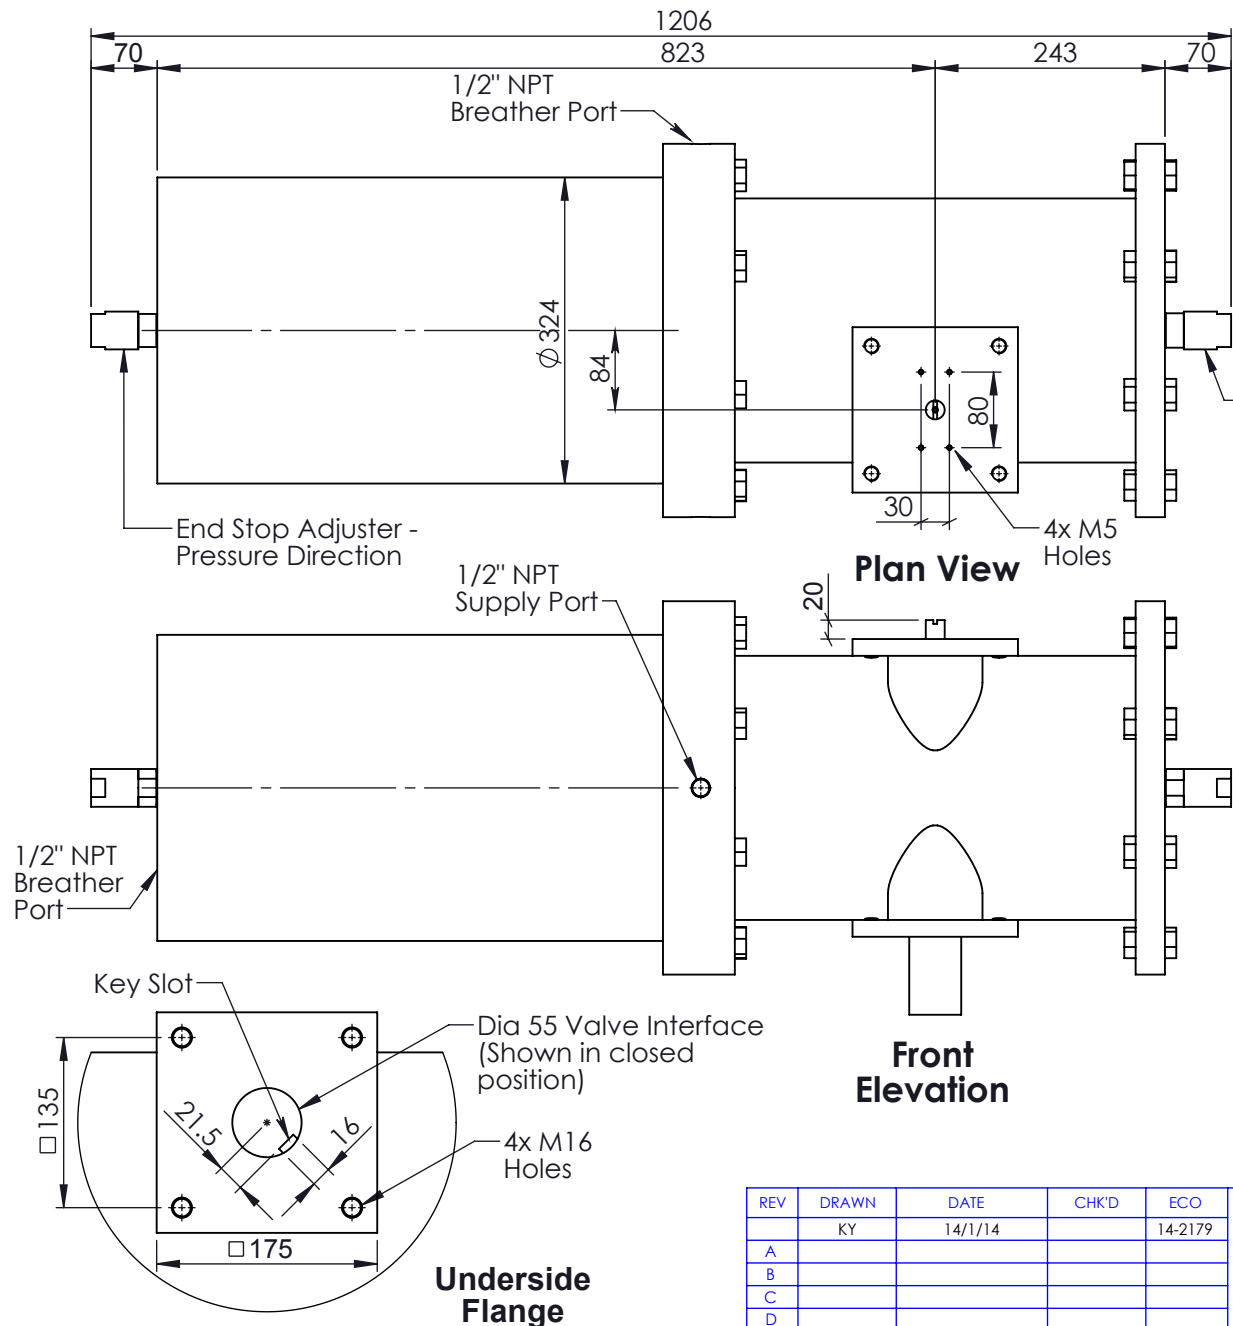 1206
70
823
243
70
1/2" NPT
Breather Port
Ø324
84
80
30
4x M5
Holes
End Stop Adjuster -
Pressure Direction
Plan View
1/2" NPT
Supply Port
20
1/2" NPT
Breather
Port
Front
Elevation
Key Slot
Dia 55 Valve Interface
(Shown in closed
position)
□135
21.5
16
4x M16
Holes
□175
Underside
Flange
REV DRAWN DATE CHK'D ECO
KY 14/1/14 14-2179
A
B
C
D